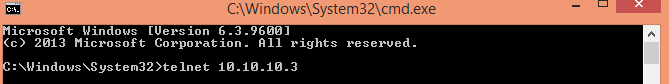 C:\Windows\System32\cmd.exe
Microsoft Windows [Version 6.3.9600]
(c) 2013 Microsoft Corporation. All rights reserved.
C:\Windows\System32>telnet 10.10.10.3